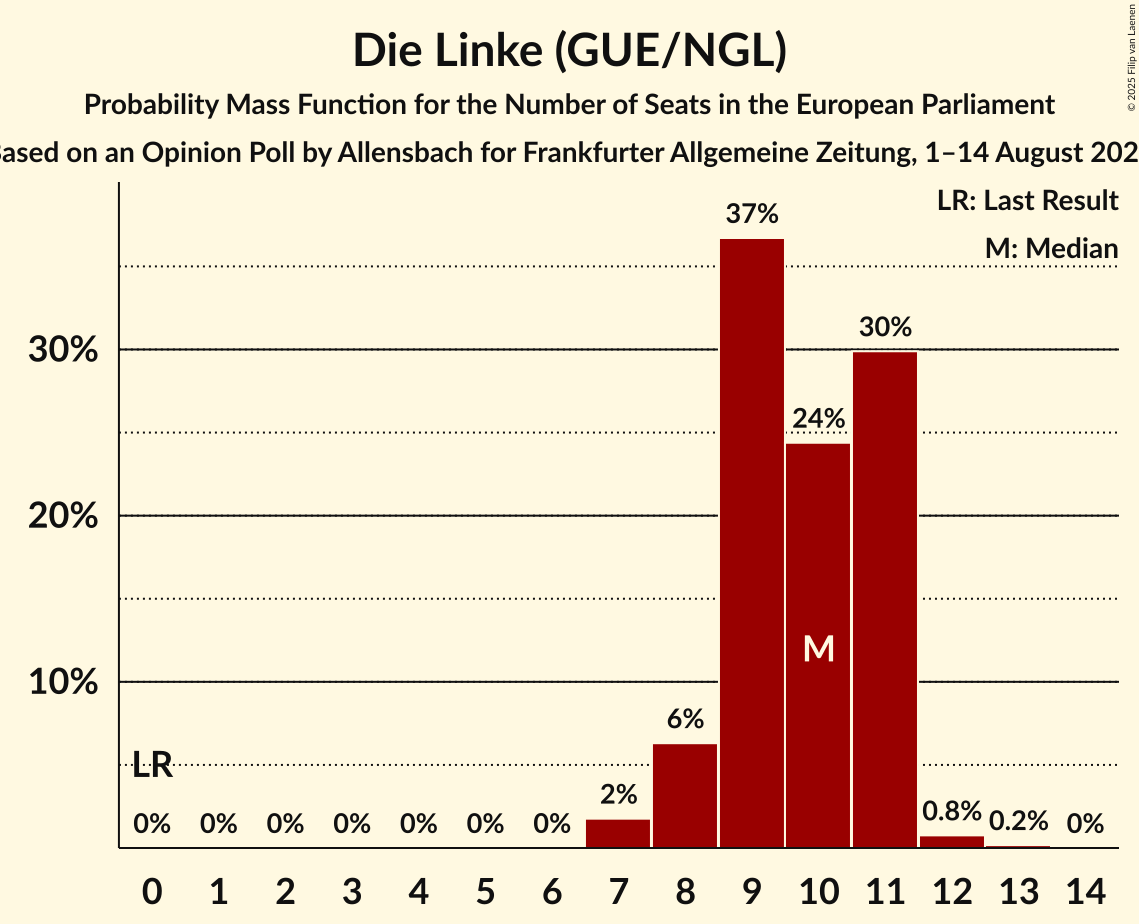 Die Linke (GUE/NGL)
Probability Mass Function for the Number of Seats in the European Parliament
on an Opinion Poll by Allensbach for Frankfurter Allgemeine Zeitung, 1–14 August
© 2025 Filip van Laenen
LR: Last Result
M: Median
37%
30%
30%
24%
20%
M
10%
6%
LR
2%
0% 0% 0% 0% 0% 0% 0% 0.8% 0.2% 0%
0 1 2 3 4 5 6 7 8 9 10 11 12 13 14